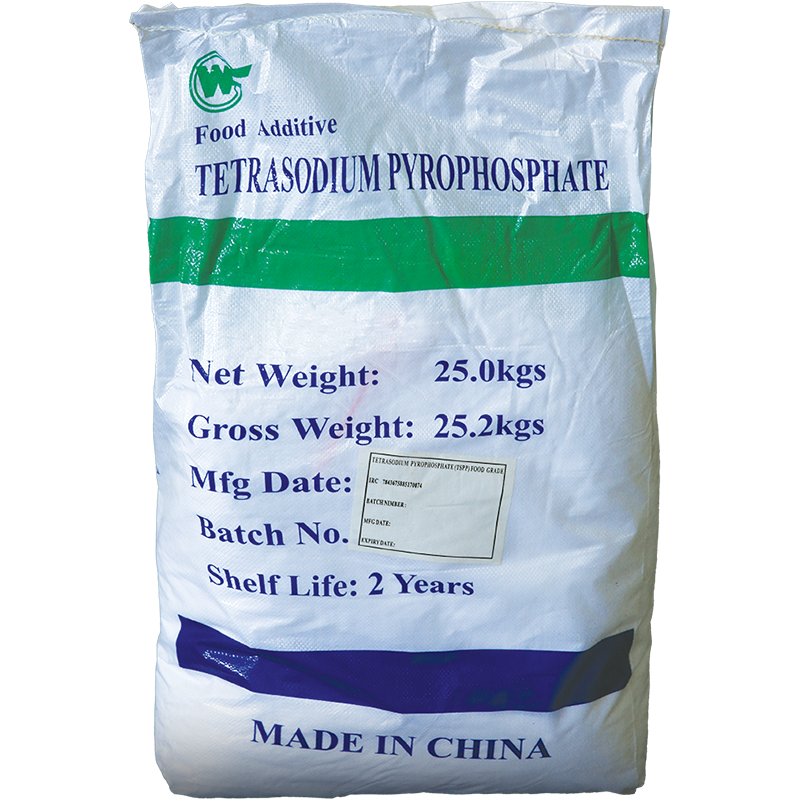 W
Food Additive
TETRASODIUM PYROPHOSPHATE
Net Weight: 25.0kgs
Gross Weight: 25.2kgs
Mfg Date:
Batch No.
Shelf Life: 2 Years
TETRASODIUM PYROPHOSPHATE (TSPP) FOOD GRADE
BATCH NIMBER:
MFG DATE:
EXPIRY DATE:
MADE IN CHINA